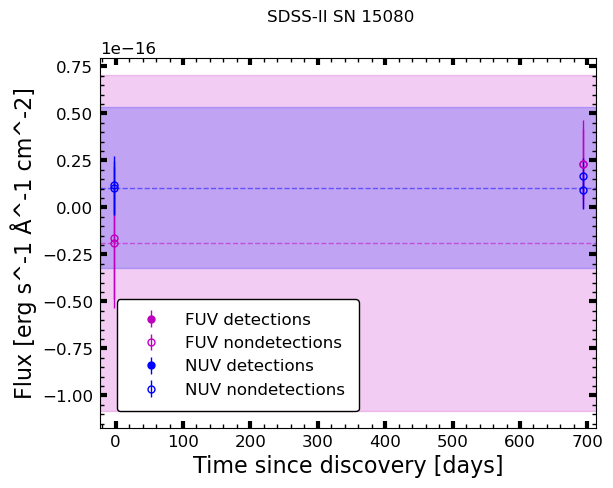 SDSS-II SN 15080
1e−16
0.75
0.50
0.25
0.00
−0.25
−0.50
−0.75
−1.00
Flux [erg s^-1 Å^-1 cm^-2]
FUV detections
FUV nondetections
NUV detections
NUV nondetections
0 100 200 300 400 500 600 700
Time since discovery [days]